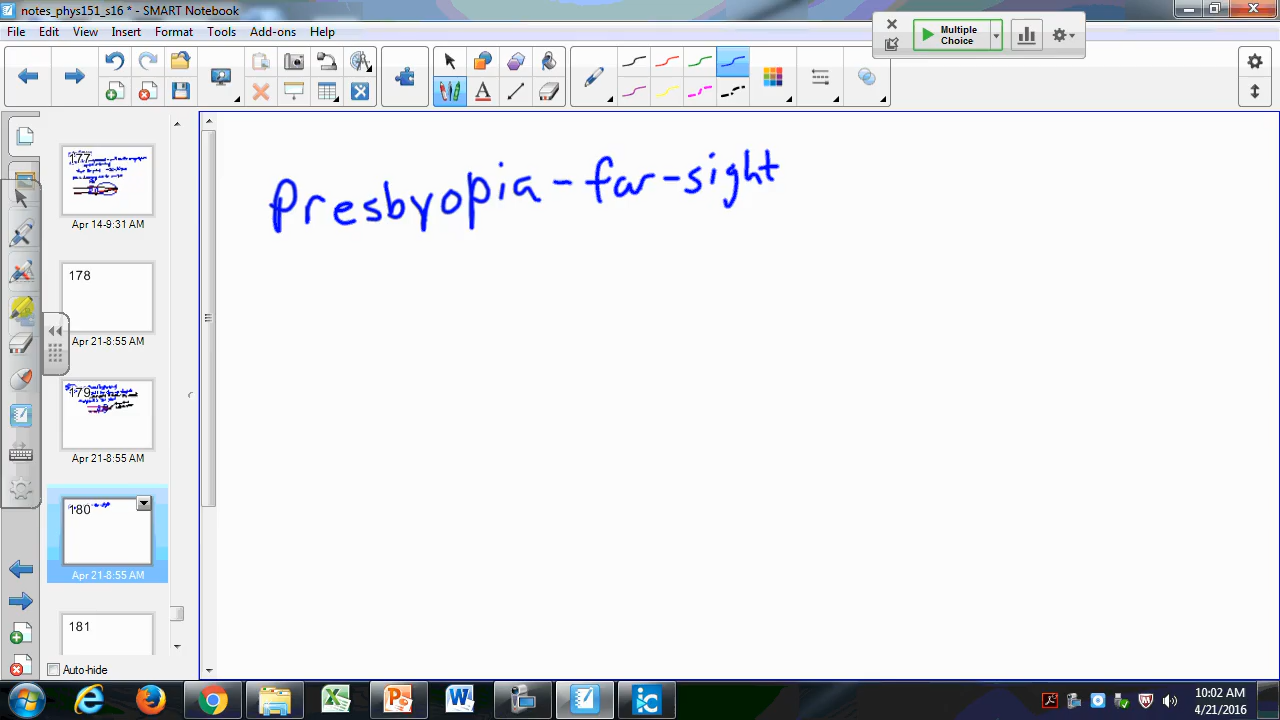 notes_phys151_s16 * - SMART Notebook
File Edit View Insert Format Tools Add-ons Help
Multiple
Choice
Presbyopia - far-sight
177
Apr 14-9:31 AM
178
Apr 21-8:55 AM
179
Apr 21-8:55 AM
180
Apr 21-8:55 AM
181
Auto-hide
10:02 AM
4/21/2016